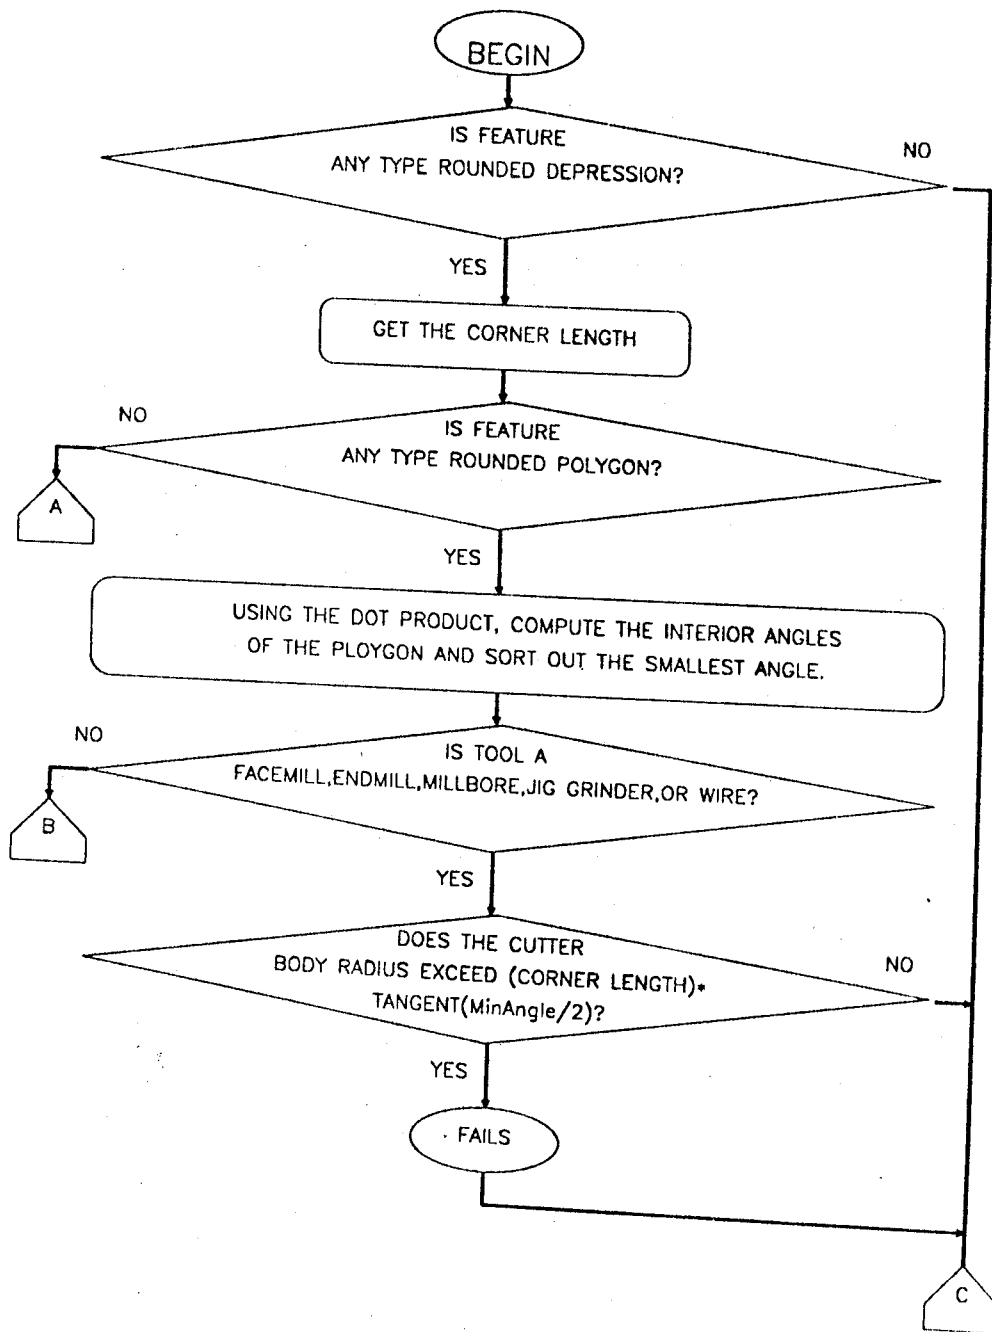 BEGIN
IS FEATURE
ANY TYPE ROUNDED DEPRESSION?
NO
YES
GET THE CORNER LENGTH
NO
IS FEATURE
ANY TYPE ROUNDED POLYGON?
A
YES
USING THE DOT PRODUCT, COMPUTE THE INTERIOR ANGLES
OF THE PLOYGON AND SORT OUT THE SMALLEST ANGLE.
NO
IS TOOL A
FACEMILL,ENDMILL,MILLBORE,JIG GRINDER,OR WIRE?
B
YES
DOES THE CUTTER
BODY RADIUS EXCEED (CORNER LENGTH)*
TANGENT(MinAngle/2)?
NO
YES
FAILS
C